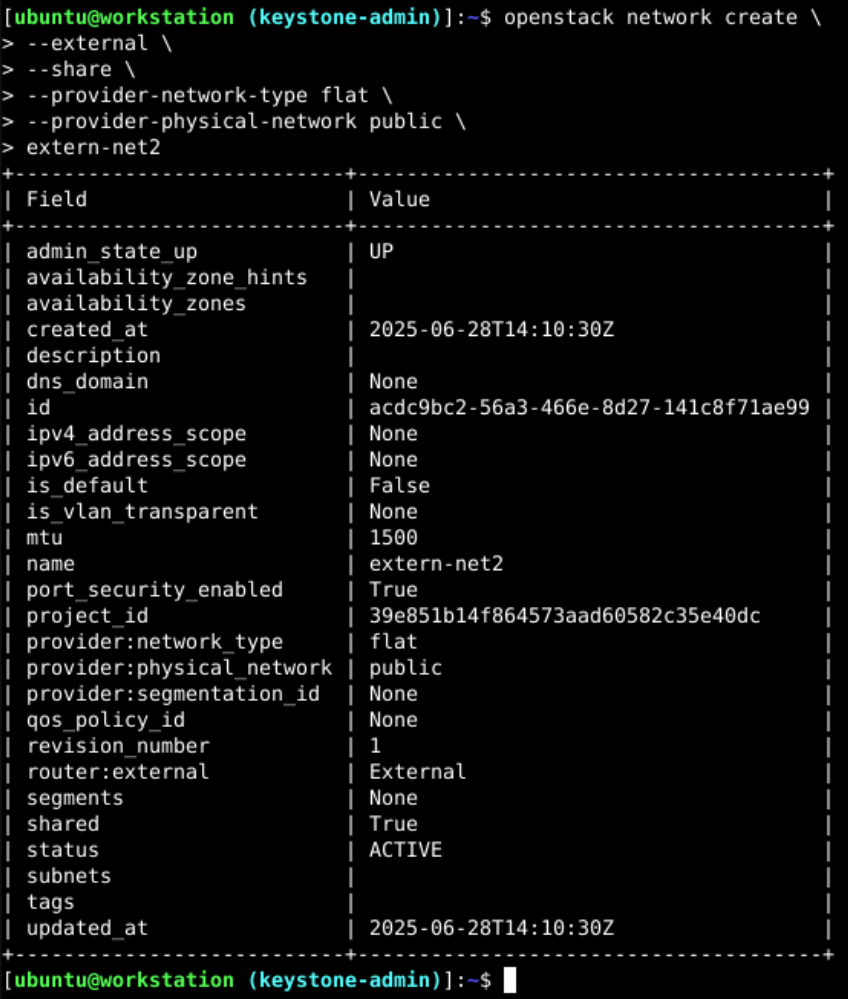 [ubuntu@workstation (keystone-admin)]:~$ openstack network create \
> --external \
> --share \
> --provider-network-type flat \
> --provider-physical-network public \
> extern-net2
+---------------------------+--------------------------------------+
| Field                     | Value                                |
+---------------------------+--------------------------------------+
| admin_state_up            | UP                                   |
| availability_zone_hints   |                                      |
| availability_zones        |                                      |
| created_at                | 2025-06-28T14:10:30Z                 |
| description               |                                      |
| dns_domain                | None                                 |
| id                        | acdc9bc2-56a3-466e-8d27-141c8f71ae99 |
| ipv4_address_scope        | None                                 |
| ipv6_address_scope        | None                                 |
| is_default                | False                                |
| is_vlan_transparent       | None                                 |
| mtu                       | 1500                                 |
| name                      | extern-net2                          |
| port_security_enabled     | True                                 |
| project_id                | 39e851b14f864573aad60582c35e40dc     |
| provider:network_type     | flat                                 |
| provider:physical_network | public                               |
| provider:segmentation_id  | None                                 |
| qos_policy_id             | None                                 |
| revision_number           | 1                                    |
| router:external           | External                             |
| segments                  | None                                 |
| shared                    | True                                 |
| status                    | ACTIVE                               |
| subnets                   |                                      |
| tags                      |                                      |
| updated_at                | 2025-06-28T14:10:30Z                 |
+---------------------------+--------------------------------------+
[ubuntu@workstation (keystone-admin)]:~$